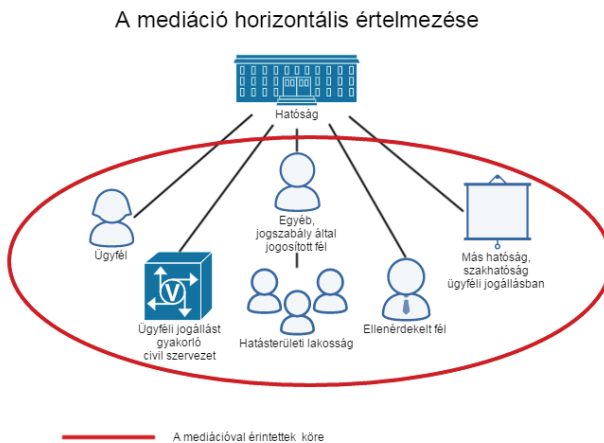 A mediáció horizontális értelmezése
Hatóság
Ügyfél
Egyéb,
jogszabály által
jogosított fél
Más hatóság,
szakhatóság
ügyféli jogállásban
V
Ügyféli jogállást
gyakorló
civil szervezet
Hatásterületi lakosság
Ellenérdekelt fél
A mediációval érintettek köre